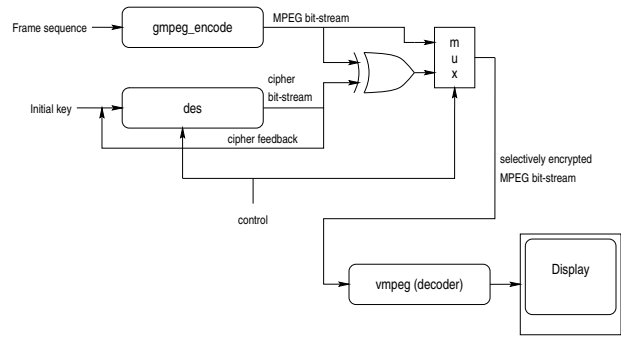 Frame sequence
gmpeg_encode
MPEG bit-stream
m
u
x
cipher
bit-stream
Initial key
des
cipher feedback
selectively encrypted
MPEG bit-stream
control
vmpeg (decoder)
Display